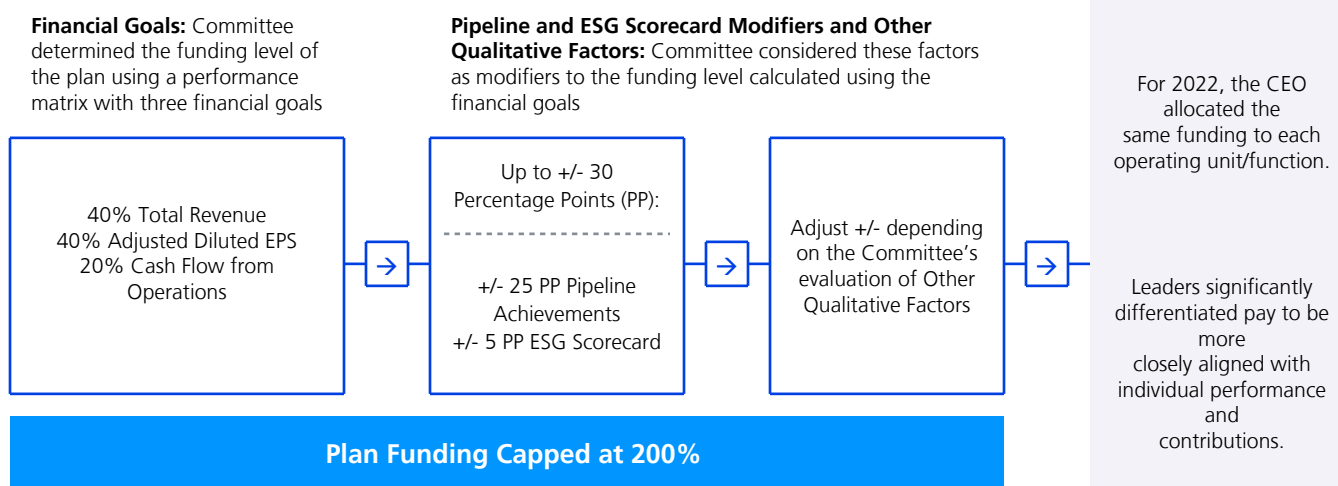 Financial Goals: Committee
determined the funding level of
the plan using a performance
matrix with three financial goals
Pipeline and ESG Scorecard Modifiers and Other
Qualitative Factors: Committee considered these factors
as modifiers to the funding level calculated using the
financial goals
40% Total Revenue
40% Adjusted Diluted EPS
20% Cash Flow from
Operations
→
Up to +/- 30
Percentage Points (PP):
+/- 25 PP Pipeline
Achievements
+/- 5 PP ESG Scorecard
→
Adjust +/- depending
on the Committee’s
evaluation of Other
Qualitative Factors
→
For 2022, the CEO
allocated the
same funding to each
operating unit/function.
Leaders significantly
differentiated pay to be
more
closely aligned with
individual performance
and
contributions.
Plan Funding Capped at 200%